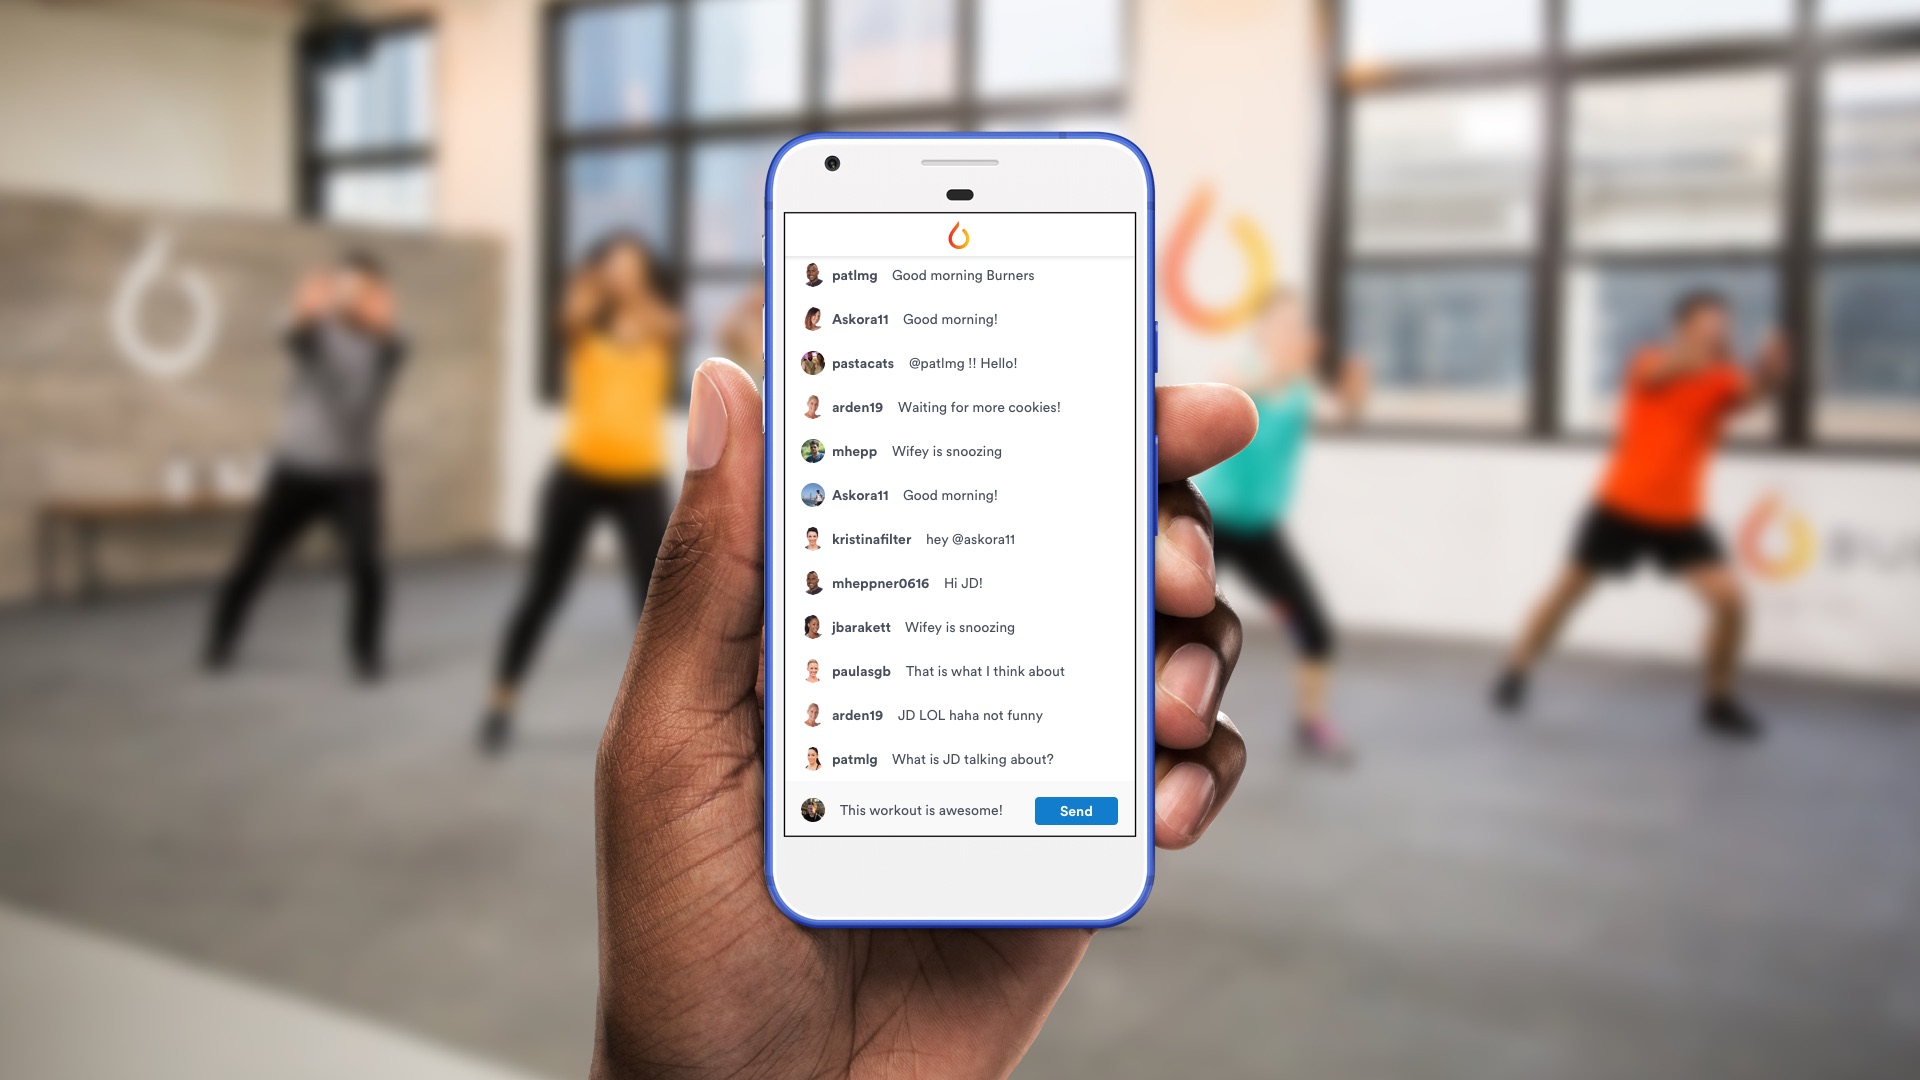 patlmg Good morning Burners
Askora11 Good morning!
pastacats @patlmg !! Hello!
arden19 Waiting for more cookies!
mhepp Wifey is snoozing
Askora11 Good morning!
kristinafilter hey @askora11
mheppner0616 Hi JD!
jbarakett Wifey is snoozing
paulasgb That is what I think about
arden19 JD LOL haha not funny
patmlg What is JD talking about?
This workout is awesome! Send